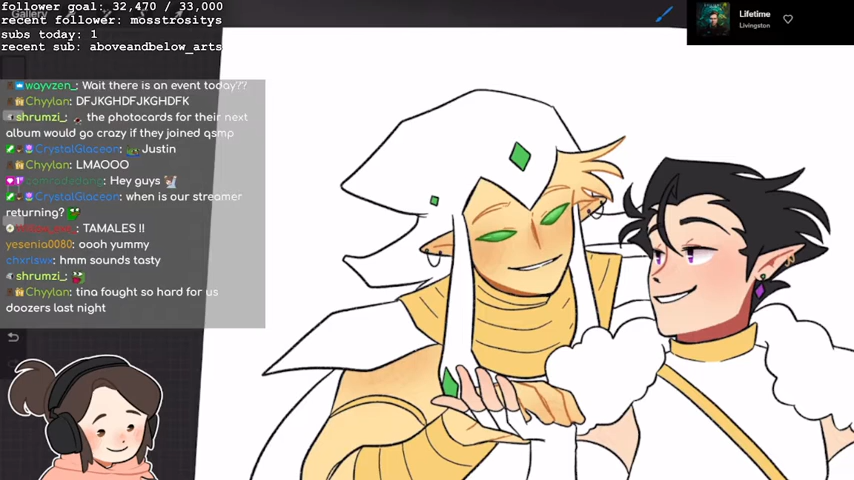 follower goal: 32,470 / 33,000
Gallery
recent follower: mosstrositys
subs today: 1
recent sub: aboveandbelow_arts
Lifetime
Livingston
wayvzen_: Wait there is an event today??
Chyylan: DFJKGHDFJKGHDFK
shrumzi_: the photocards for their next
album would go crazy if they joined qsmp
CrystalGlaceon: Justin
Chyylan: LMAOOO
Hey guys
CrystalGlaceon: when is our streamer
returning?
TAMALES !!
yesenia0080: oooh yummy
chxrlswx: hmm sounds tasty
shrumzi_:
Chyylan: tina fought so hard for us
doozers last night